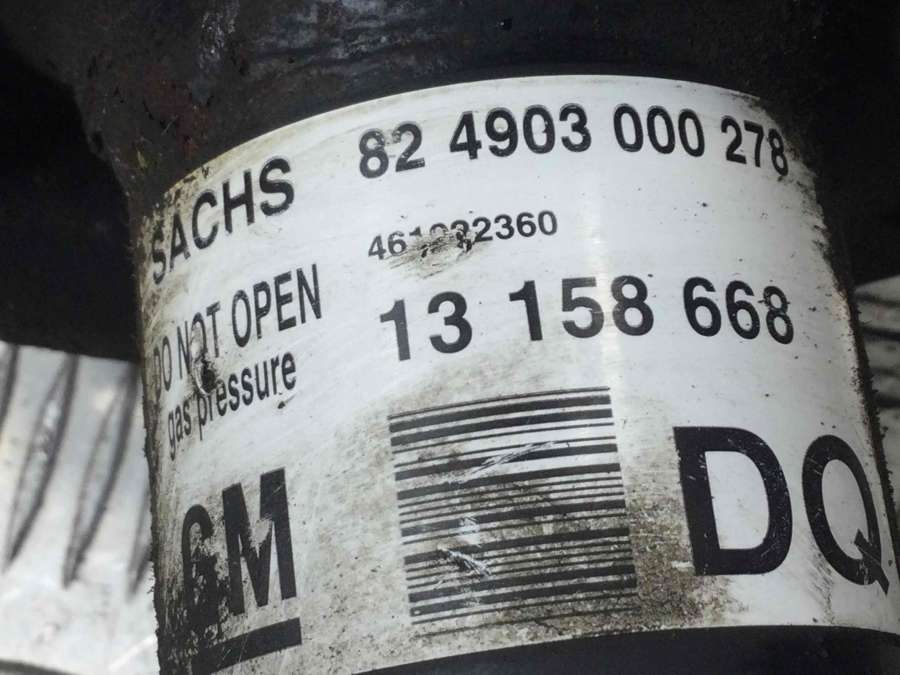 SACHS 82 4903 000 278
DO NOT OPEN
gas pressure
13 158 668
GM
DQ